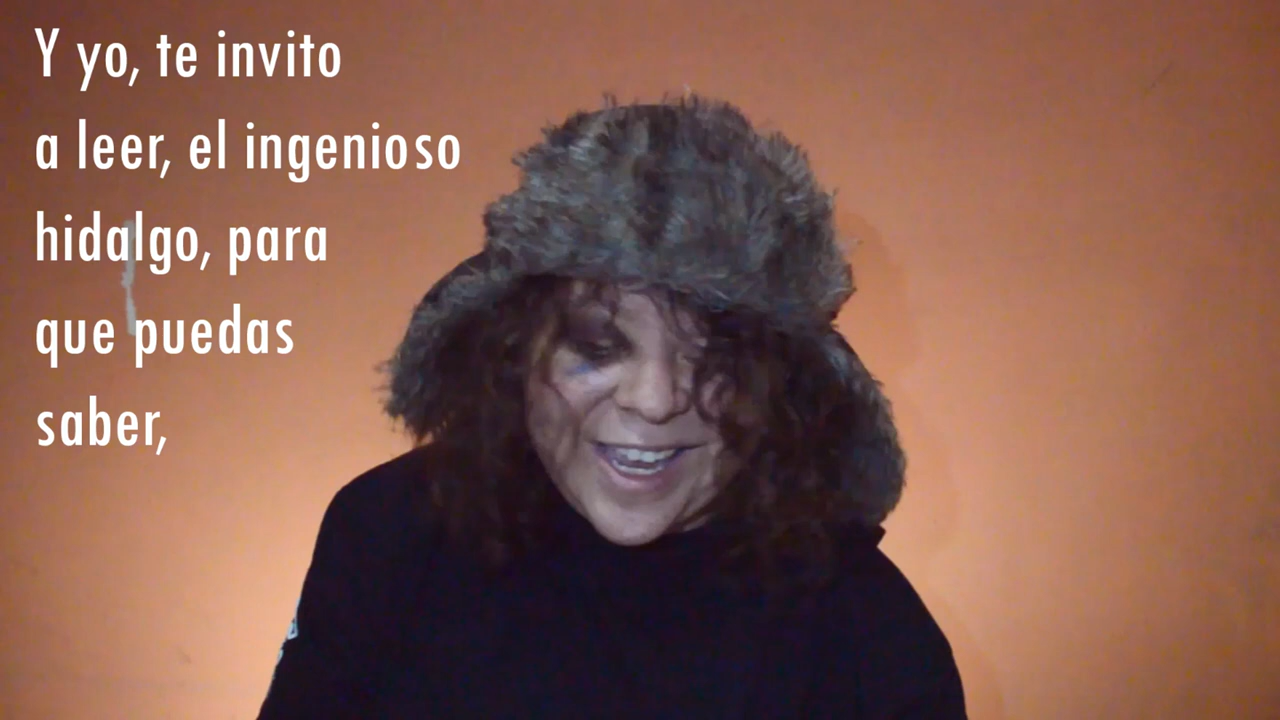 Y yo, te invito
a leer, el ingenioso
hidalgo, para
que puedas
saber,